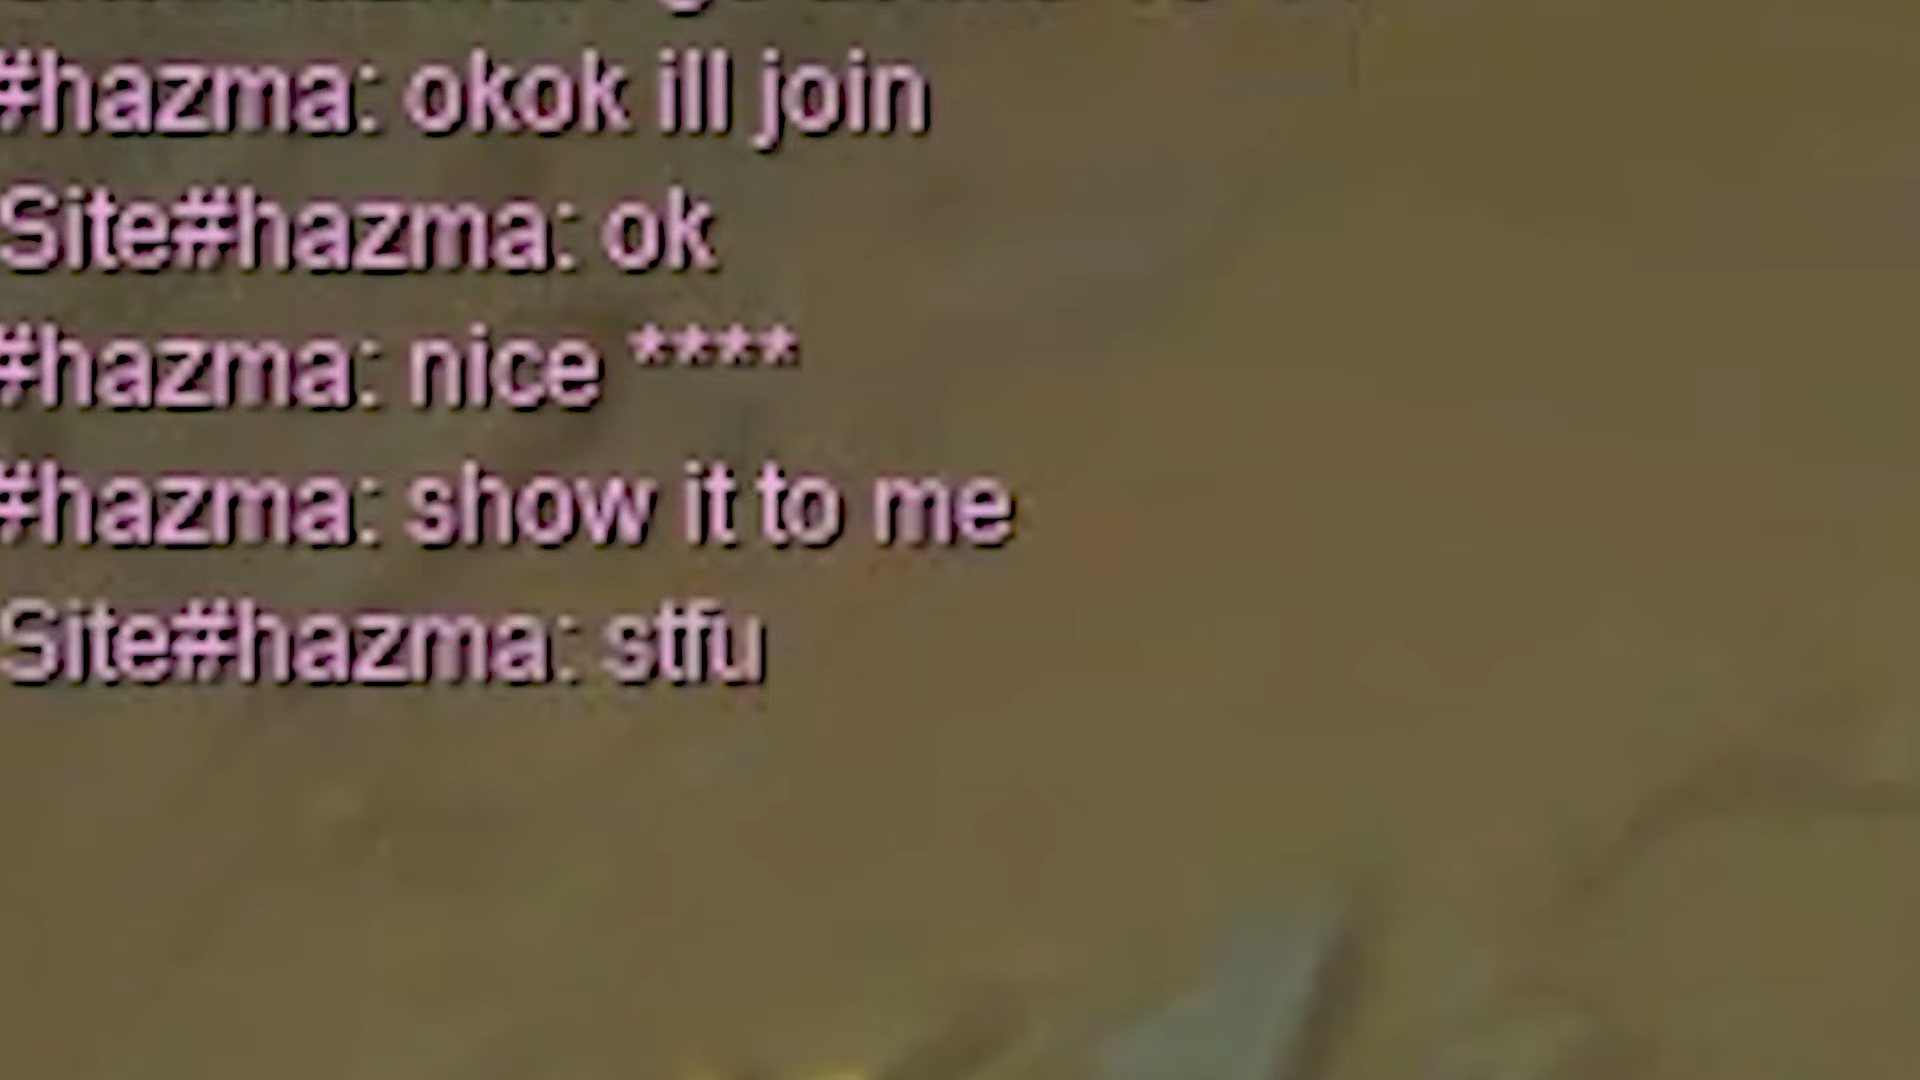 #hazma: okok ill join
Site#hazma: ok
#hazma: nice ****
#hazma: show it to me
Site#hazma: stfu